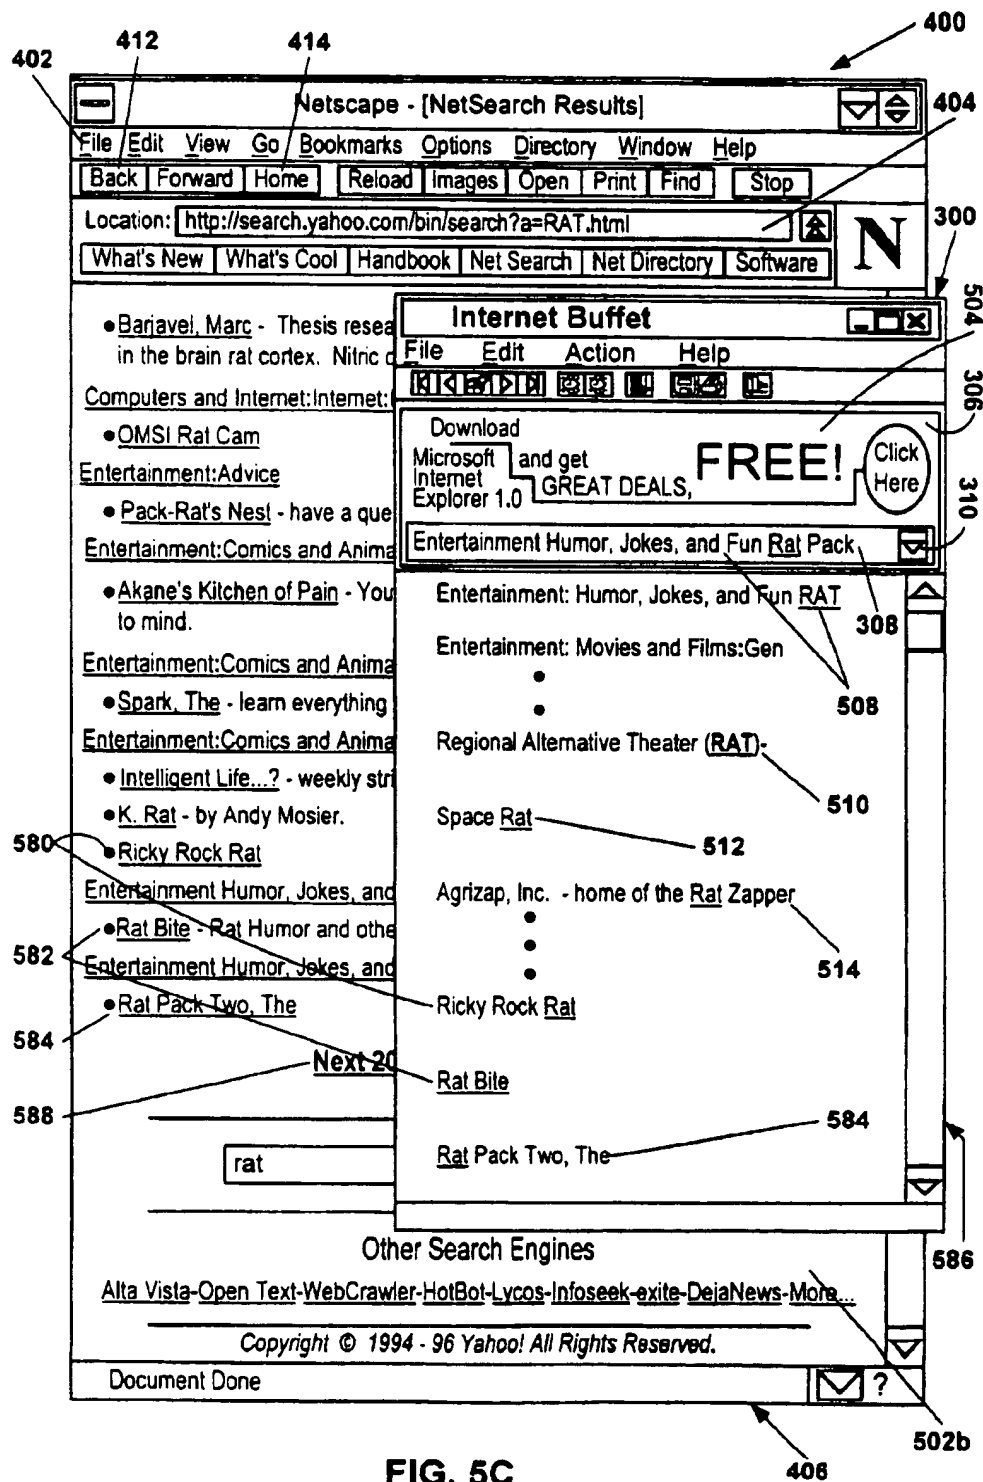 400
412
414
402
Netscape - [NetSearch Results]
404
File Edit View Go Bookmarks Options Directory Window Help
Back Forward Home Reload Images Open Print Find Stop
Location: http://search.yahoo.com/bin/search?a=RAT.html
N
300
What's New What's Cool Handbook Net Search Net Directory Software
504
Internet Buffet
File Edit Action Help
306
Download
Microsoft Internet Explorer 1.0
and get
GREAT DEALS,
FREE!
Click Here
310
Entertainment Humor, Jokes, and Fun Rat Pack
308
Entertainment: Humor, Jokes, and Fun RAT
Entertainment: Movies and Films:Gen
508
Regional Alternative Theater (RAT)-
510
Space Rat
512
Agrizap, Inc. - home of the Rat Zapper
514
Ricky Rock Rat
Rat Bite
584
Rat Pack Two, The
586
• Barjavel, Marc - Thesis resea
in the brain rat cortex. Nitric
Computers and Internet:Internet:
• OMSI Rat Cam
Entertainment:Advice
• Pack-Rat's Nest - have a que
Entertainment:Comics and Anima
• Akane's Kitchen of Pain - You
to mind.
Entertainment:Comics and Anima
• Spark, The - learn everything
Entertainment:Comics and Anima
• Intelligent Life...? - weekly stri
• K. Rat - by Andy Mosier.
580
• Ricky Rock Rat
Entertainment Humor, Jokes, and
• Rat Bite - Rat Humor and othe
582
Entertainment Humor, Jokes, and
• Rat Pack Two, The
584
Next 20
588
rat
Other Search Engines
Alta Vista-Open Text-WebCrawler-HotBot-Lycos-Infoseek-exite-DejaNews-More...
Copyright © 1994 - 96 Yahoo! All Rights Reserved.
Document Done
?
502b
406
FIG. 5C